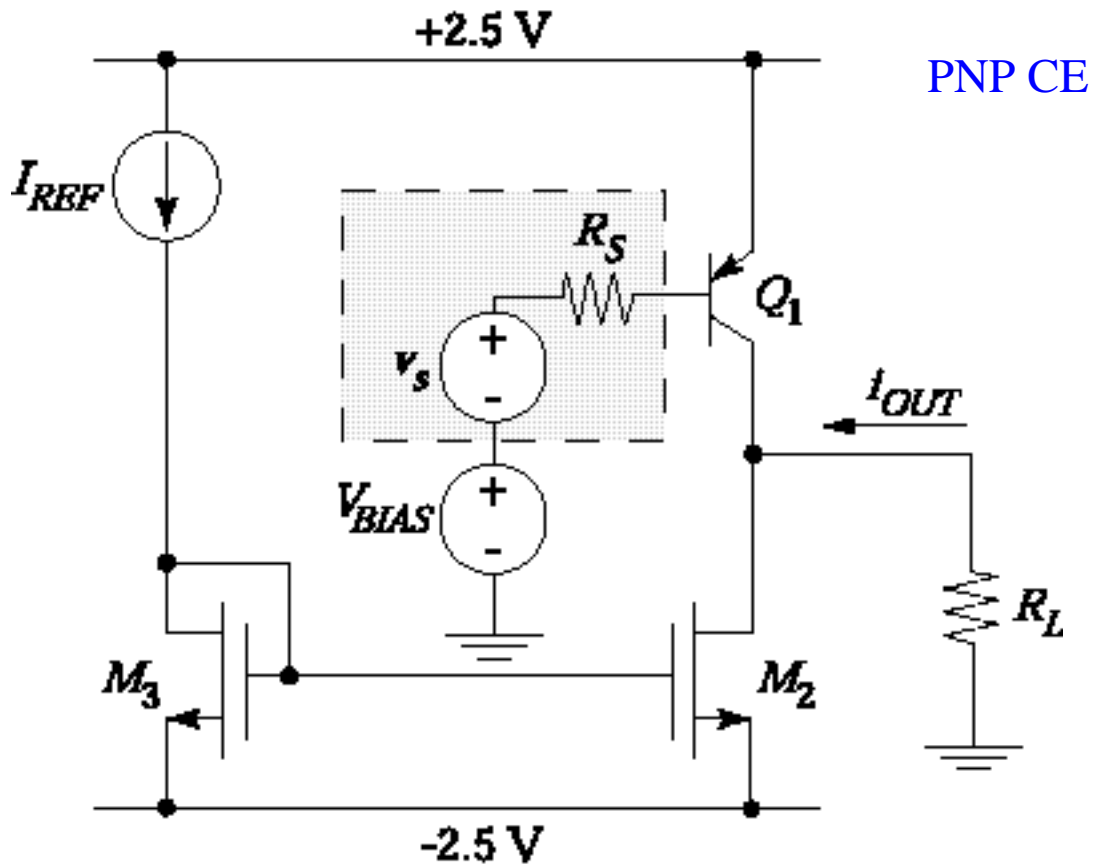 +2.5 V
PNP CE
I_REF
R_S
Q_1
+
v_s
-
i_OUT
+
V_BIAS
-
R_L
M_3
M_2
-2.5 V